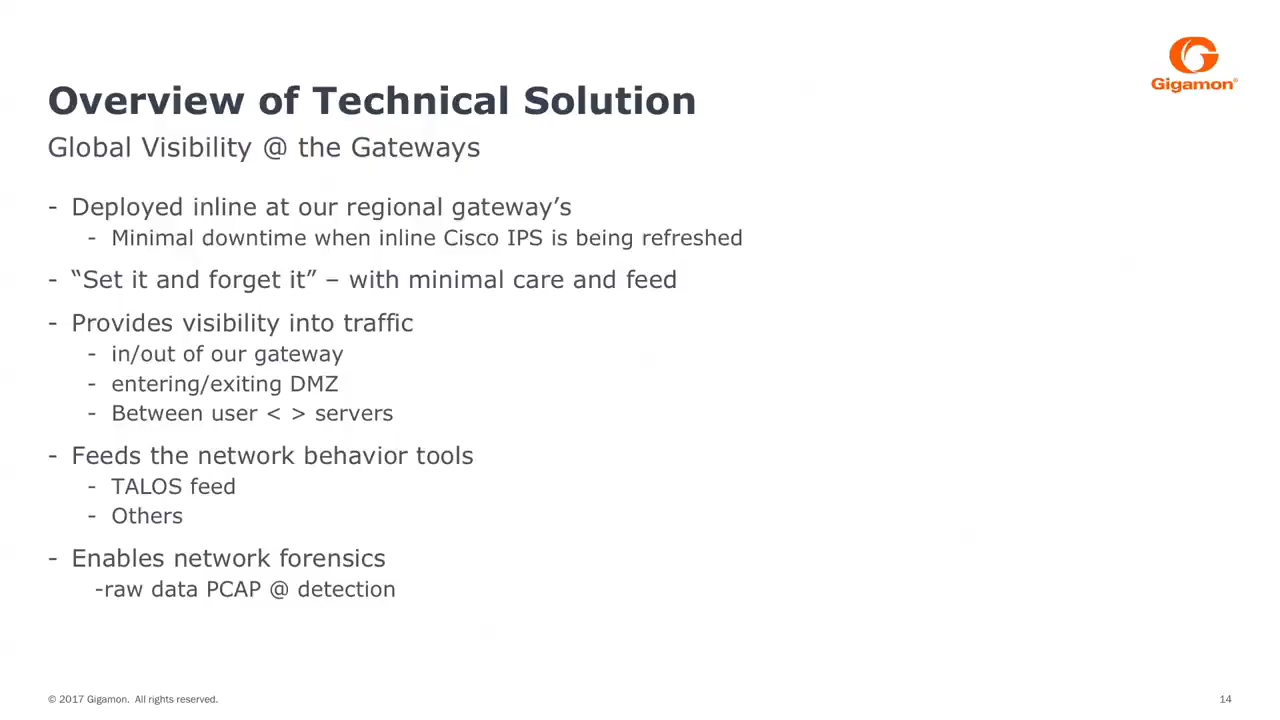 Gigamon®
Overview of Technical Solution
Global Visibility @ the Gateways
- Deployed inline at our regional gateway’s
- Minimal downtime when inline Cisco IPS is being refreshed
- “Set it and forget it” – with minimal care and feed
- Provides visibility into traffic
- in/out of our gateway
- entering/exiting DMZ
- Between user < > servers
- Feeds the network behavior tools
- TALOS feed
- Others
- Enables network forensics
-raw data PCAP @ detection
© 2017 Gigamon. All rights reserved.
14